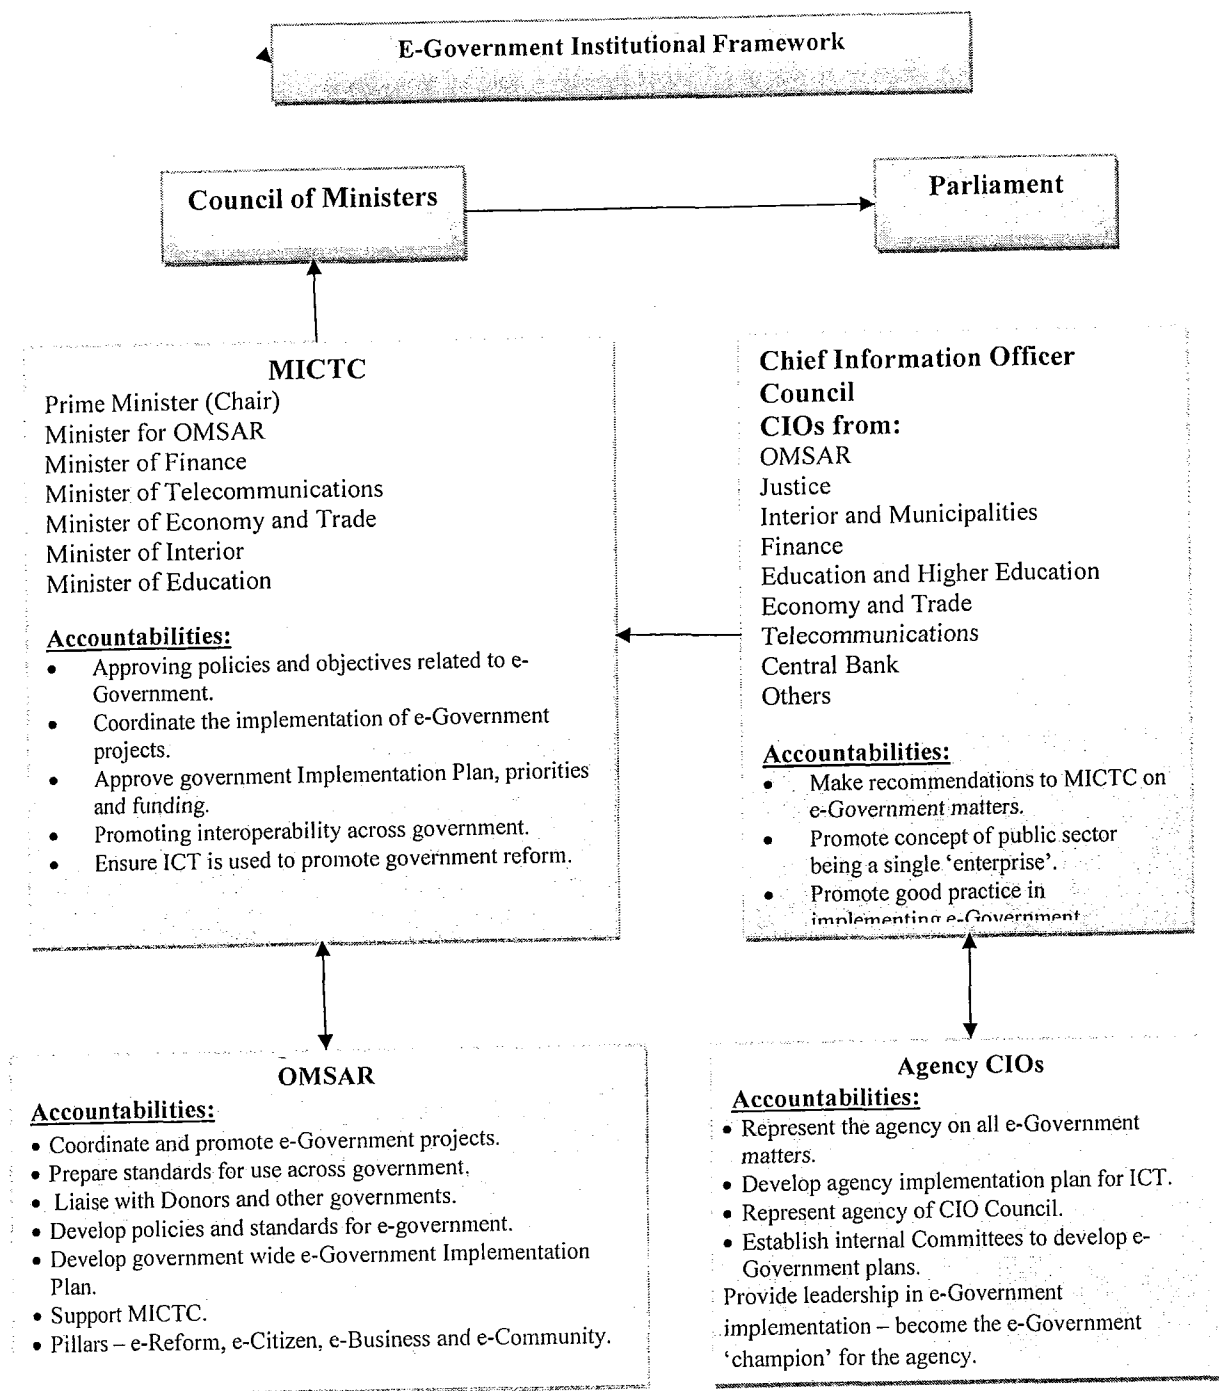 E-Government Institutional Framework
Council of Ministers
Parliament
MICTC
Prime Minister (Chair)
Minister for OMSAR
Minister of Finance
Minister of Telecommunications
Minister of Economy and Trade
Minister of Interior
Minister of Education
Accountabilities:
• Approving policies and objectives related to e-
Government.
• Coordinate the implementation of e-Government
projects.
• Approve government Implementation Plan, priorities
and funding.
• Promoting interoperability across government.
• Ensure ICT is used to promote government reform.
Chief Information Officer
Council
CIOs from:
OMSAR
Justice
Interior and Municipalities
Finance
Education and Higher Education
Economy and Trade
Telecommunications
Central Bank
Others
Accountabilities:
• Make recommendations to MICTC on
e-Government matters.
• Promote concept of public sector
being a single ‘enterprise’.
• Promote good practice in
implementing e-Government
OMSAR
Accountabilities:
• Coordinate and promote e-Government projects.
• Prepare standards for use across government.
• Liaise with Donors and other governments.
• Develop policies and standards for e-government.
• Develop government wide e-Government Implementation
Plan.
• Support MICTC.
• Pillars – e-Reform, e-Citizen, e-Business and e-Community.
Agency CIOs
Accountabilities:
• Represent the agency on all e-Government
matters.
• Develop agency implementation plan for ICT.
• Represent agency of CIO Council.
• Establish internal Committees to develop e-
Government plans.
Provide leadership in e-Government
implementation – become the e-Government
‘champion’ for the agency.